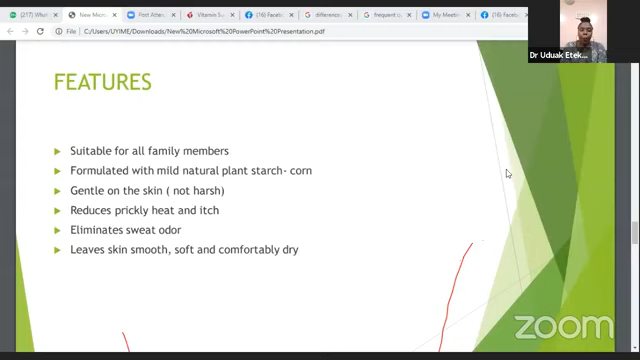 (217) What
New Micro
Post Attend
Vitamin Su
(16) Faceb
difference
frequent q
My Meetin
(16) Faceb
File | C:/Users/UYIME/Downloads/New%20Microsoft%20PowerPoint%20Presentation.pdf
Dr Uduak Etek...
FEATURES
Suitable for all family members
Formulated with mild natural plant starch- corn
Gentle on the skin ( not harsh)
Reduces prickly heat and itch
Eliminates sweat odor
Leaves skin smooth, soft and comfortably dry
zoom